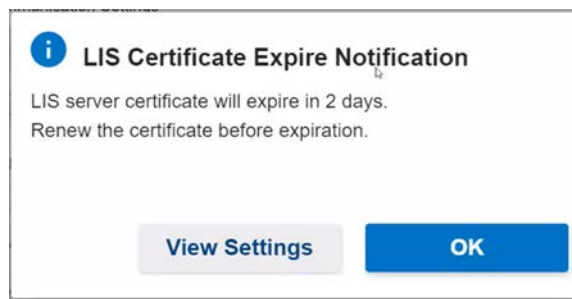 LIS Certificate Expire Notification
LIS server certificate will expire in 2 days.
Renew the certificate before expiration.
View Settings
OK